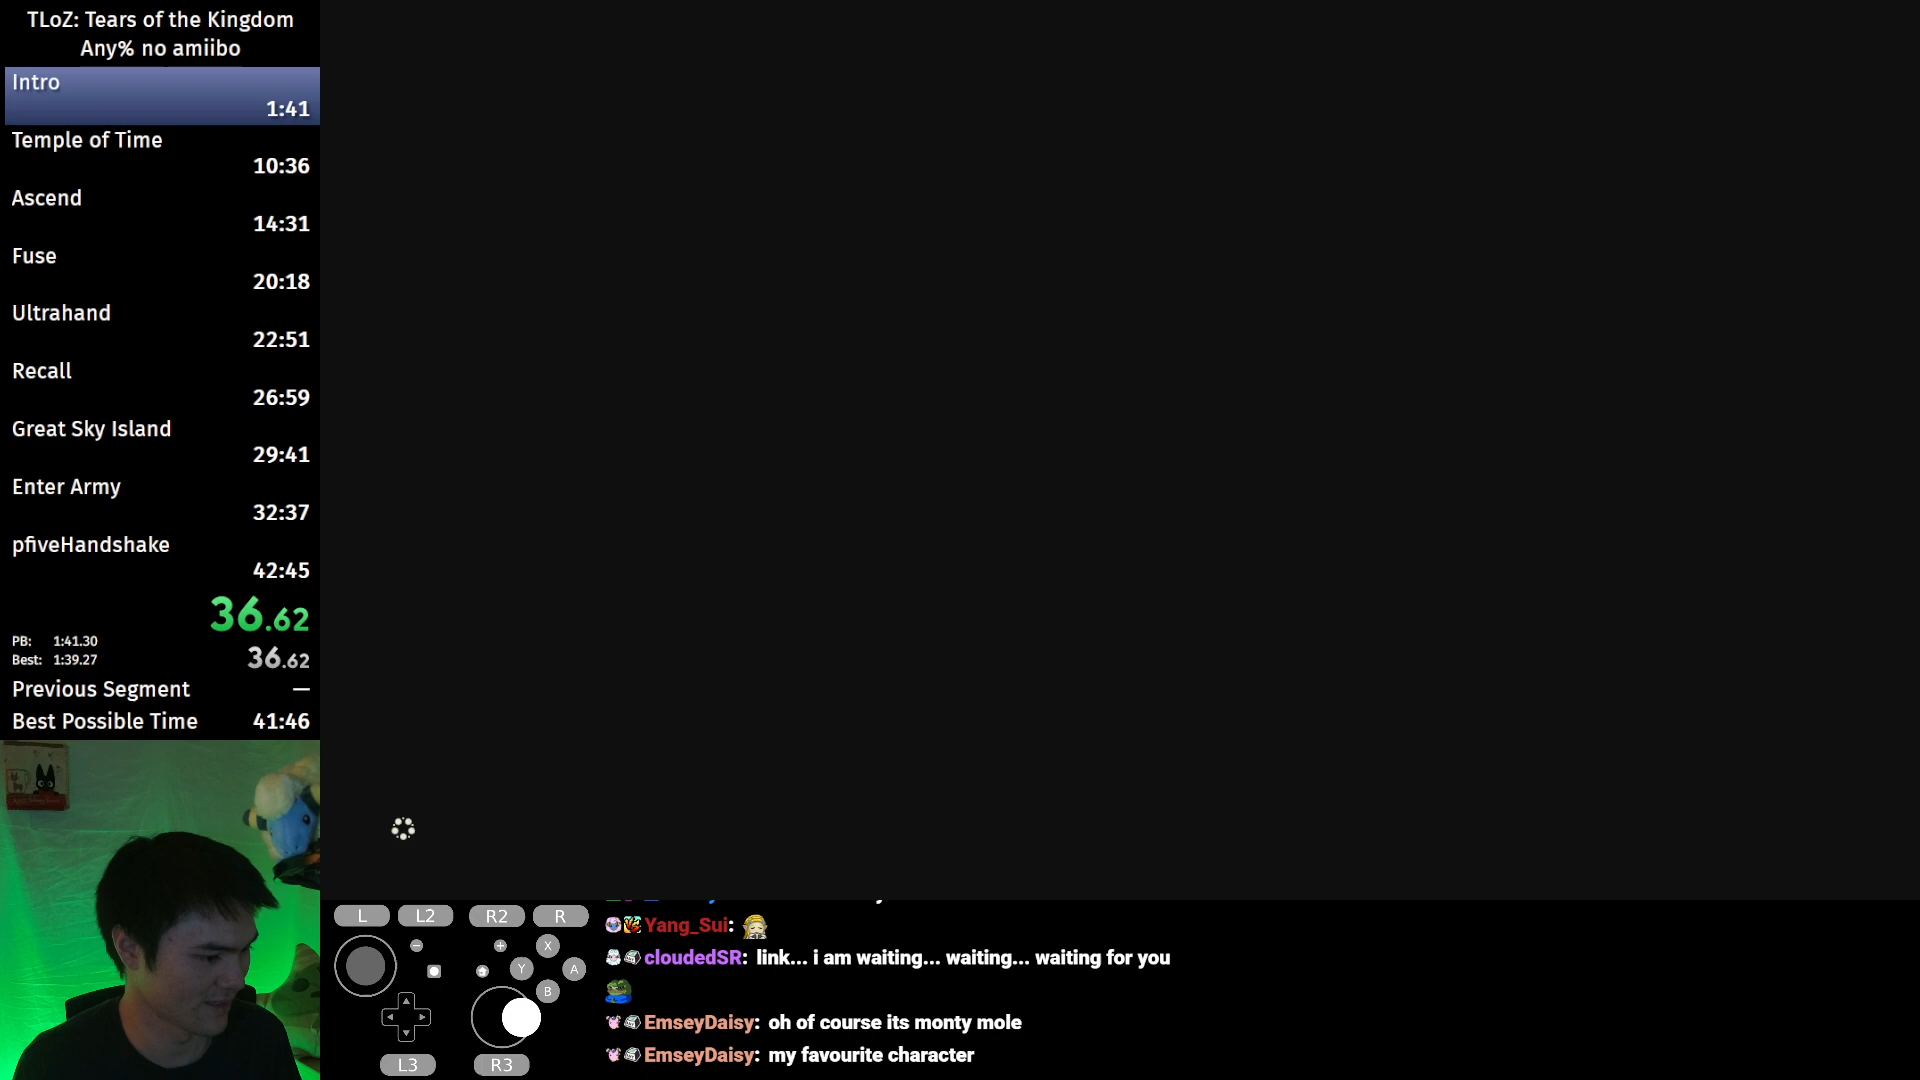 TLoZ: Tears of the Kingdom
Any% no amiibo
Intro
1:41
Temple of Time
10:36
Ascend
14:31
Fuse
20:18
Ultrahand
22:51
Recall
26:59
Great Sky Island
29:41
Enter Army
32:37
pfiveHandshake
42:45
36.62
PB: 1:41.30
Best: 1:39.27
36.62
Previous Segment —
Best Possible Time 41:46
L L2 R2 R
X
Y A
B
L3 R3
Yang_Sui:
cloudedSR: link... i am waiting... waiting... waiting for you
EmseyDaisy: oh of course its monty mole
EmseyDaisy: my favourite character